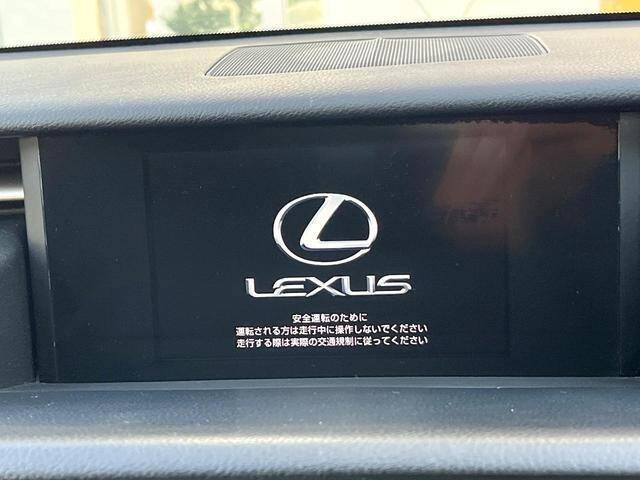 LEXUS
安全運転のために
運転される方は走行中に操作しないでください
走行する際は実際の交通規制に従ってください